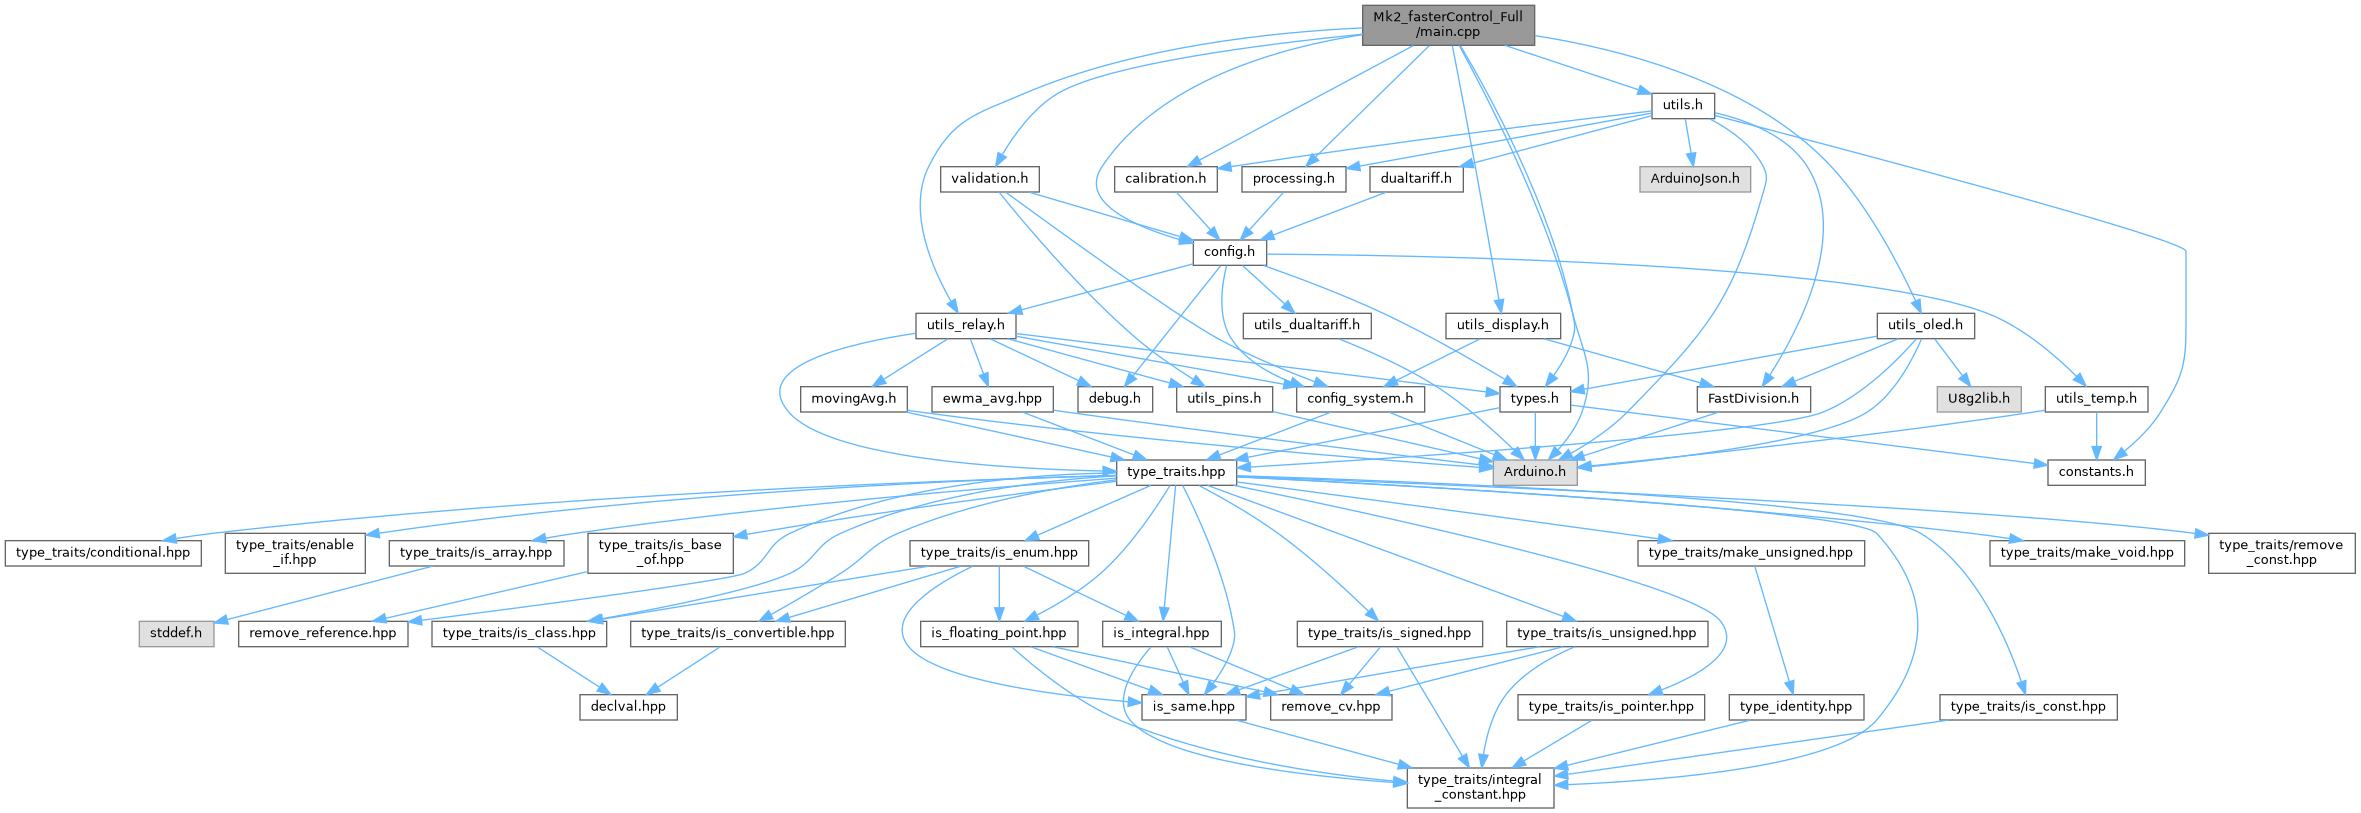 Mk2_fasterControl_Full
/main.cpp
utils.h
validation.h
calibration.h
processing.h
dualtariff.h
ArduinoJson.h
config.h
utils_relay.h
utils_dualtariff.h
utils_display.h
utils_oled.h
movingAvg.h
ewma_avg.hpp
debug.h
utils_pins.h
config_system.h
types.h
FastDivision.h
U8g2lib.h
utils_temp.h
type_traits.hpp
Arduino.h
constants.h
type_traits/conditional.hpp
type_traits/enable
_if.hpp
type_traits/is_array.hpp
type_traits/is_base
_of.hpp
type_traits/is_enum.hpp
type_traits/make_unsigned.hpp
type_traits/make_void.hpp
type_traits/remove
_const.hpp
stddef.h
remove_reference.hpp
type_traits/is_class.hpp
type_traits/is_convertible.hpp
is_floating_point.hpp
is_integral.hpp
type_traits/is_signed.hpp
type_traits/is_unsigned.hpp
declval.hpp
is_same.hpp
remove_cv.hpp
type_traits/is_pointer.hpp
type_identity.hpp
type_traits/is_const.hpp
type_traits/integral
_constant.hpp